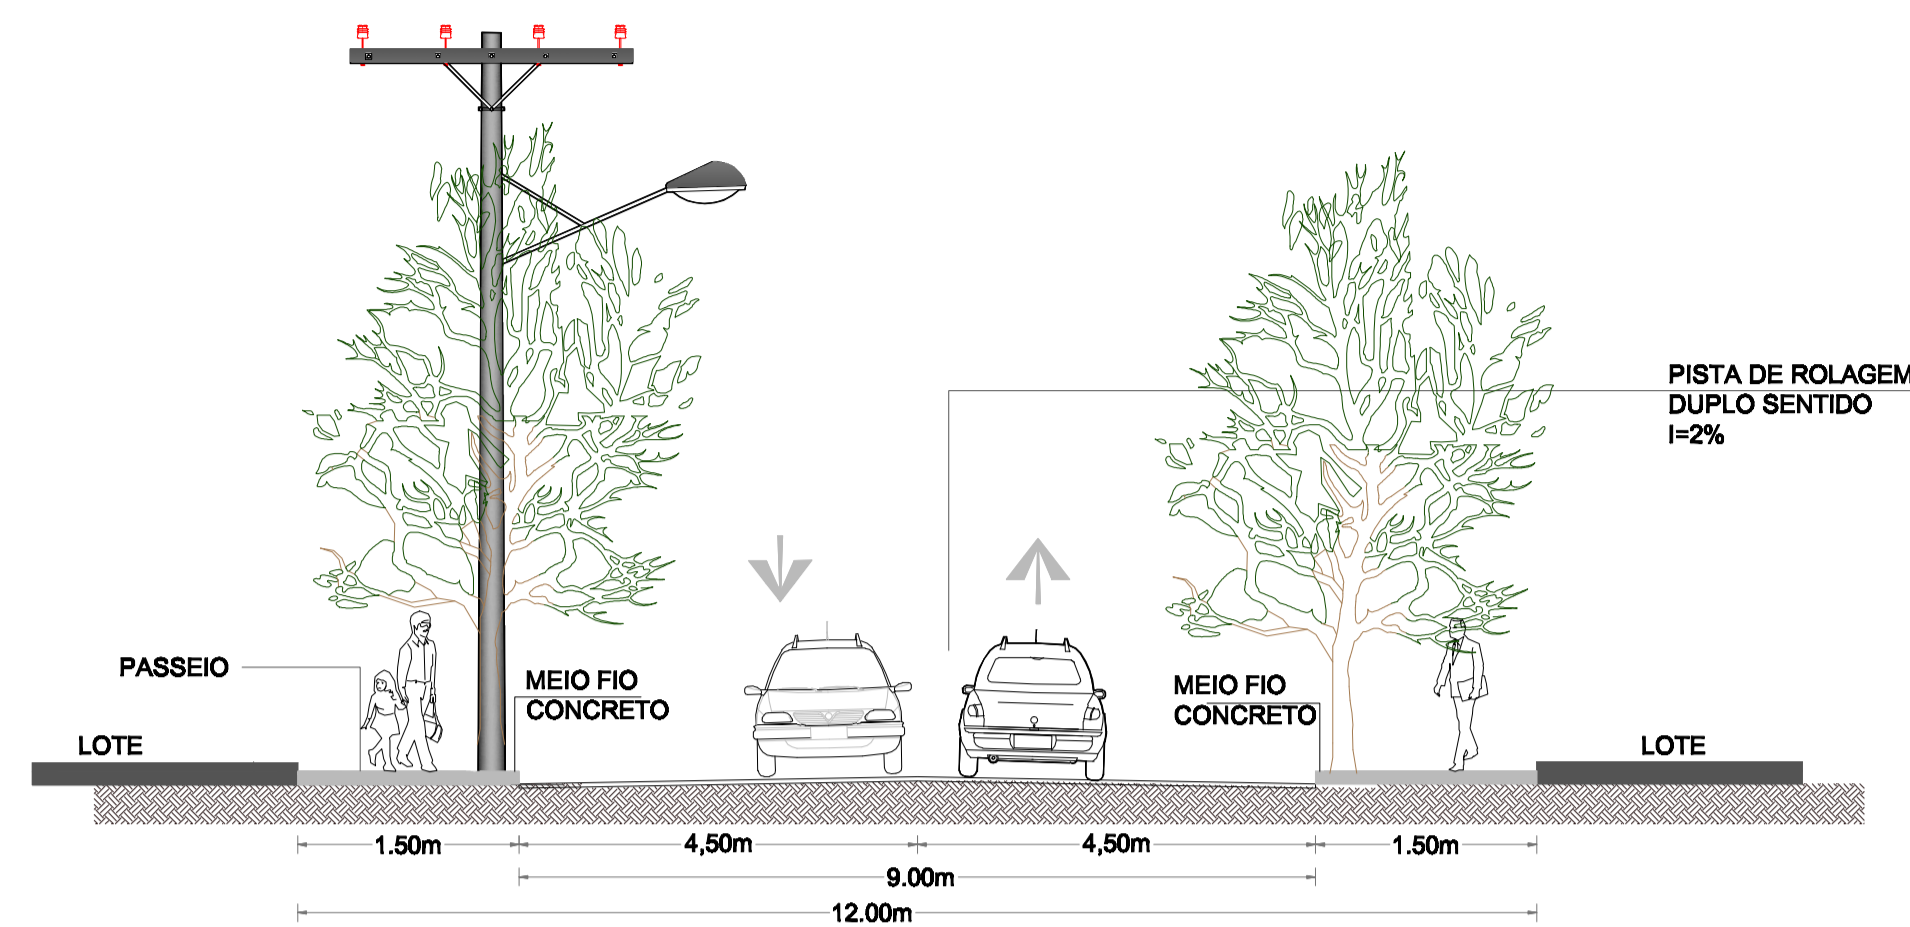 PISTA DE ROLAGEM
DUPLO SENTIDO
I=2%
PASSEIO
MEIO FIO
CONCRETO
MEIO FIO
CONCRETO
LOTE
LOTE
1.50m
4,50m
4,50m
1.50m
9.00m
12.00m